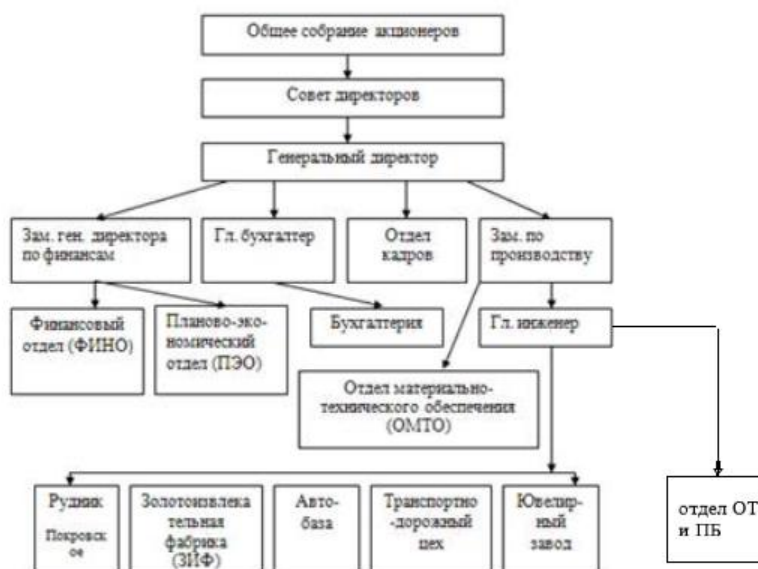 Общее собрание акционеров
Совет директоров
Генеральный директор
Зам. ген. директора
по финансам
Гл. бухгалтер
Отдел
кадров
Зам. по
производству
Финансовый
отдел (ФИНО)
Планово-эко-
номический
отдел (ПЭО)
Бухгалтерия
Гл. инженер
Отдел материально-
технического обеспечения
(ОМТО)
Рудник
Покровск
ое
Золотоизвлека
тельная
фабрика
(ЗИФ)
Авто-
база
Транспортно
-дорожный
цех
Ювелир-
ный
завод
отдел ОТ
и ПБ